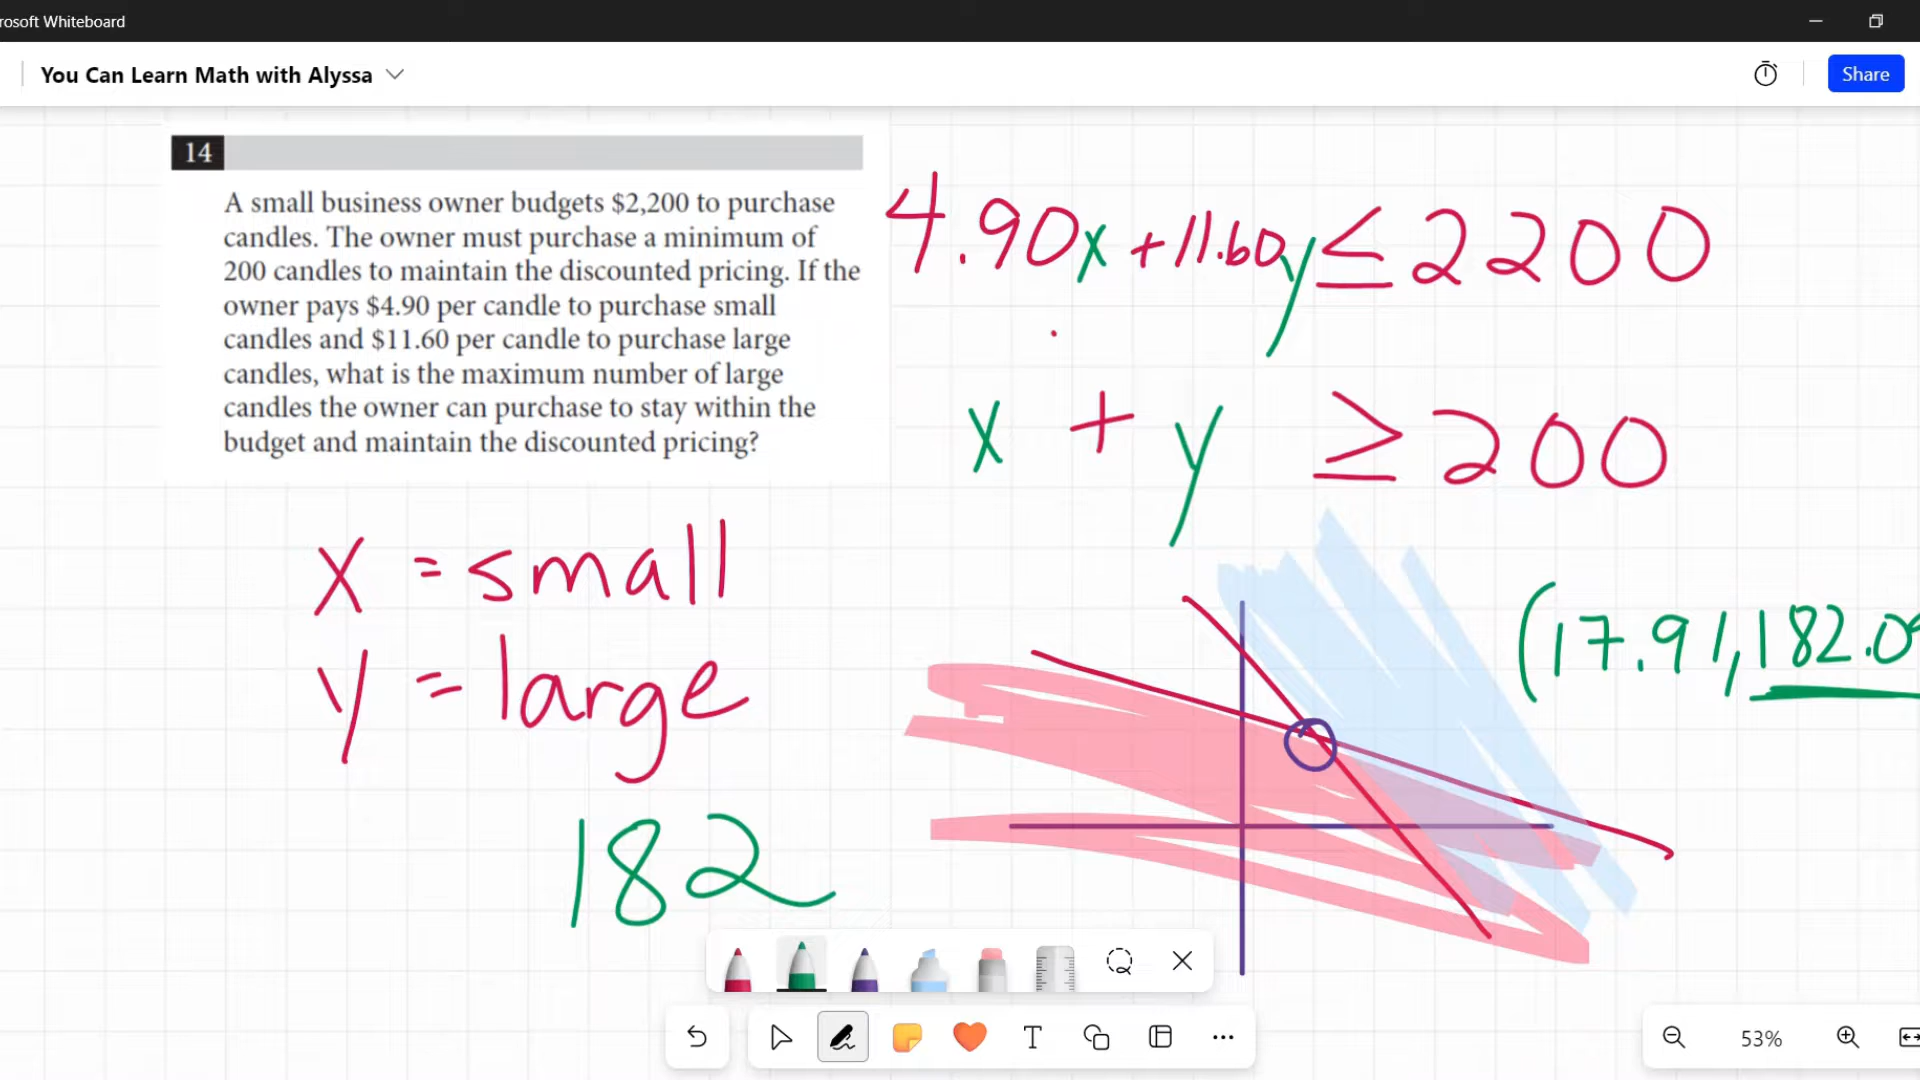 rosoft Whiteboard
You Can Learn Math with Alyssa
Share
14
A small business owner budgets $2,200 to purchase
candles. The owner must purchase a minimum of
200 candles to maintain the discounted pricing. If the
owner pays $4.90 per candle to purchase small
candles and $11.60 per candle to purchase large
candles, what is the maximum number of large
candles the owner can purchase to stay within the
budget and maintain the discounted pricing?
4.90x + 11.60y ≤ 2200
x + y ≥ 200
x = small
y = large
182
(17.91, 182.0
53%